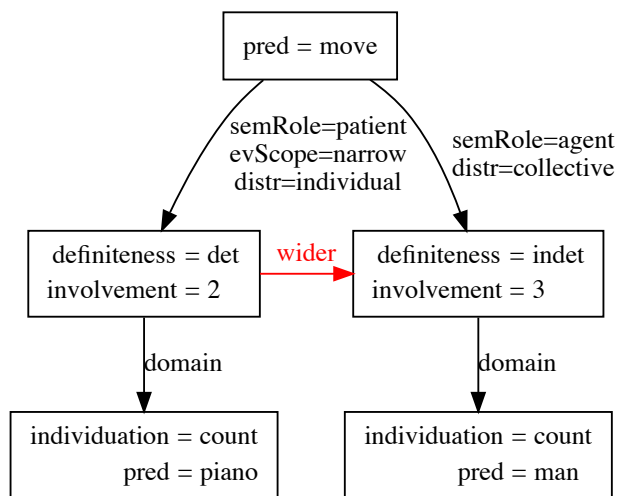 pred = move
semRole=patient
evScope=narrow
distr=individual
semRole=agent
distr=collective
definiteness = det
involvement = 2
wider
definiteness = indet
involvement = 3
domain
domain
individuation = count
pred = piano
individuation = count
pred = man